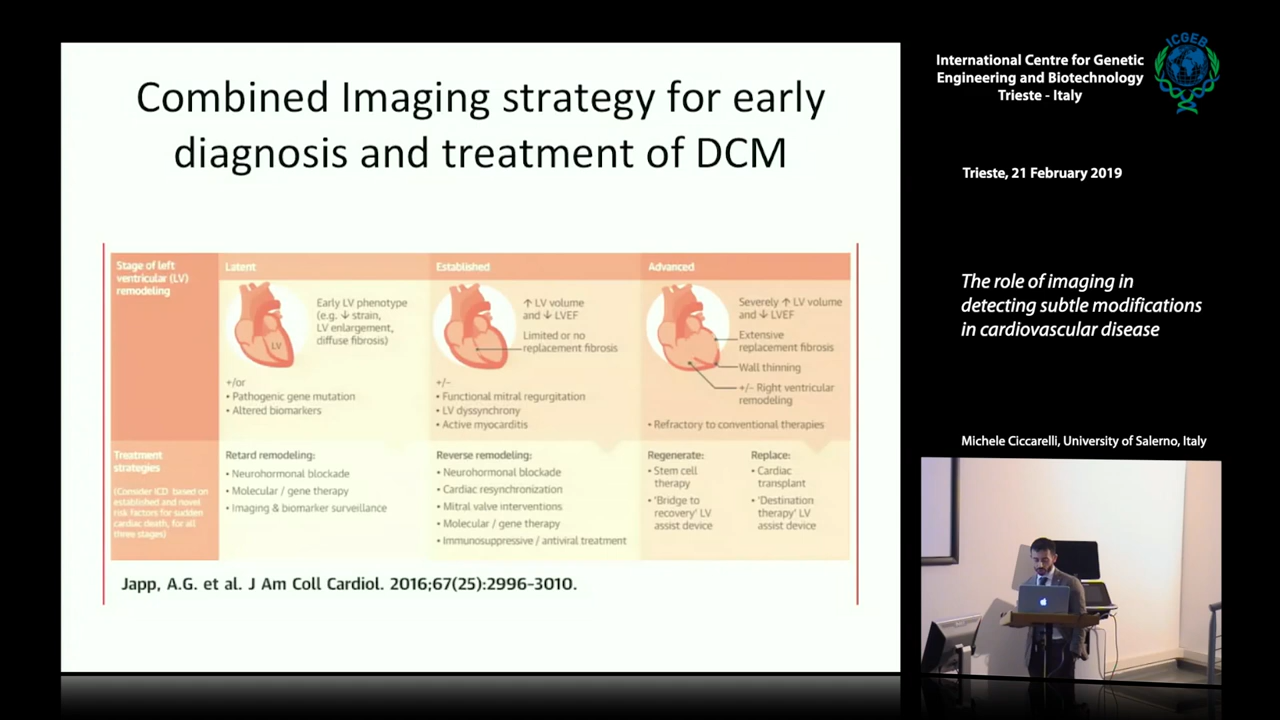 Combined Imaging strategy for early
diagnosis and treatment of DCM
Stage of left
ventricular (LV)
remodeling
Latent
Early LV phenotype
(e.g. ↓ strain,
LV enlargement,
diffuse fibrosis)
LV
+/or
• Pathogenic gene mutation
• Altered biomarkers
Established
↑ LV volume
and ↓ LVEF
Limited or no
replacement fibrosis
+/-
• Functional mitral regurgitation
• LV dyssynchrony
• Active myocarditis
Advanced
Severely ↑ LV volume
and ↓ LVEF
Extensive
replacement fibrosis
Wall thinning
+/- Right ventricular
remodeling
• Refractory to conventional therapies
Treatment
strategies
(Consider ICD based on
established and novel
risk factors for sudden
cardiac death, for all
three stages)
Retard remodeling:
• Neurohormonal blockade
• Molecular / gene therapy
• Imaging & biomarker surveillance
Reverse remodeling:
• Neurohormonal blockade
• Cardiac resynchronization
• Mitral valve interventions
• Molecular / gene therapy
• Immunosuppressive / antiviral treatment
Regenerate:
• Stem cell
therapy
• 'Bridge to
recovery' LV
assist device
Replace:
• Cardiac
transplant
• 'Destination
therapy' LV
assist device
Japp, A.G. et al. J Am Coll Cardiol. 2016;67(25):2996-3010.
International Centre for Genetic
Engineering and Biotechnology
Trieste - Italy
ICGEB
Trieste, 21 February 2019
The role of imaging in
detecting subtle modifications
in cardiovascular disease
Michele Ciccarelli, University of Salerno, Italy